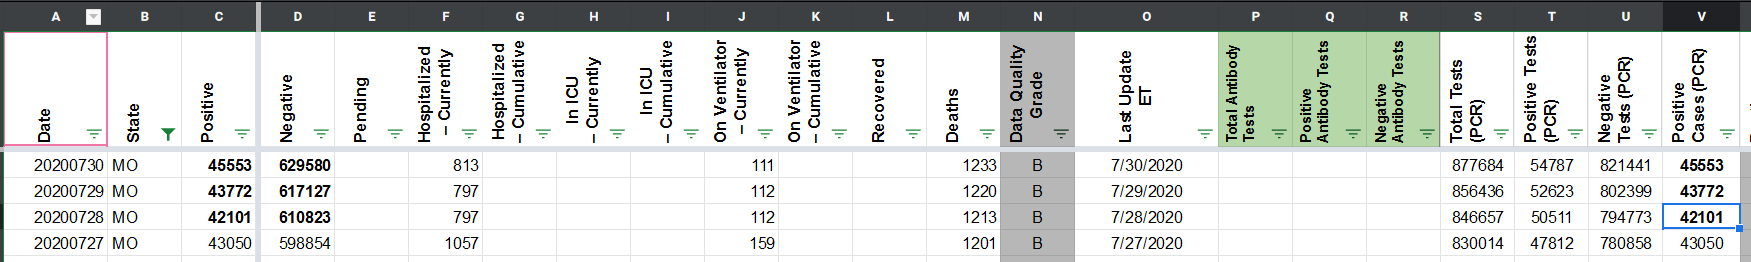 A B C D E F G H I J K L M N O P Q R S T U V
Date State Positive Negative Pending Hospitalized – Currently Hospitalized – Cumulative In ICU – Currently In ICU – Cumulative On Ventilator – Currently On Ventilator – Cumulative Recovered Deaths Data Quality Grade Last Update ET Total Antibody Tests Positive Antibody Tests Negative Antibody Tests Total Tests (PCR) Positive Tests (PCR) Negative Tests (PCR) Positive Cases (PCR)
20200730 MO 45553 629580 813 111 1233 B 7/30/2020 877684 54787 821441 45553
20200729 MO 43772 617127 797 112 1220 B 7/29/2020 856436 52623 802399 43772
20200728 MO 42101 610823 797 112 1213 B 7/28/2020 846657 50511 794773 42101
20200727 MO 43050 598854 1057 159 1201 B 7/27/2020 830014 47812 780858 43050